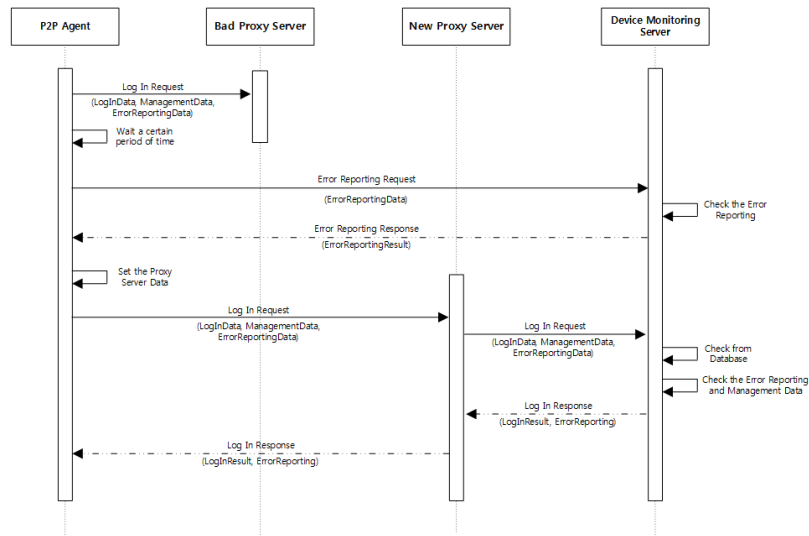 P2P Agent
Bad Proxy Server
New Proxy Server
Device Monitoring
Server
Log In Request
(LogInData, ManagementData,
ErrorReportingData)
Wait a certain
period of time
Error Reporting Request
(ErrorReportingData)
Check the Error
Reporting
Error Reporting Response
(ErrorReportingResult)
Set the Proxy
Server Data
Log In Request
(LogInData, ManagementData,
ErrorReportingData)
Log In Request
(LogInData, ManagementData,
ErrorReportingData)
Check from
Database
Check the Error Reporting
and Management Data
Log In Response
(LogInResult, ErrorReporting)
Log In Response
(LogInResult, ErrorReporting)